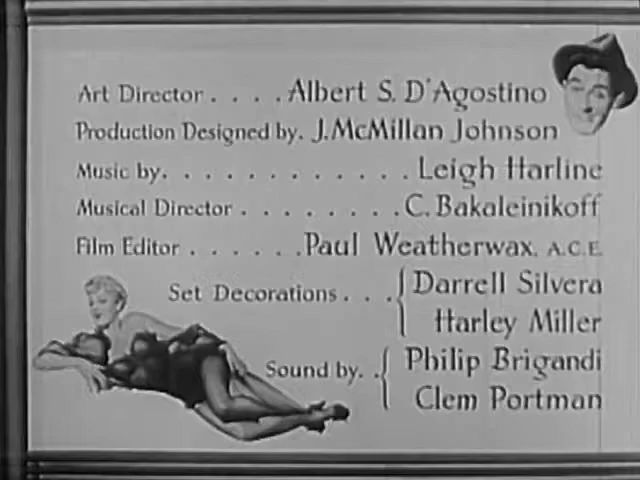 Art Director . . . . Albert S. D'Agostino
Production Designed by. J. McMillan Johnson
Music by. . . . . . . . . . . . Leigh Harline
Musical Director . . . . . . . . C. Bakaleinikoff
Film Editor . . . . . . Paul Weatherwax, A.C.E.
Set Decorations . . . { Darrell Silvera
Harley Miller
Sound by. . { Philip Brigandi
Clem Portman